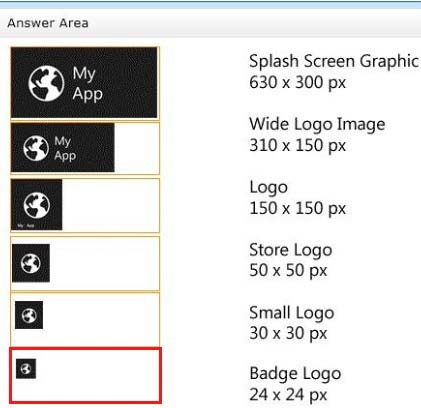 Answer Area
My
App
Splash Screen Graphic
630 x 300 px
My
App
Wide Logo Image
310 x 150 px
My App
Logo
150 x 150 px
Store Logo
50 x 50 px
Small Logo
30 x 30 px
Badge Logo
24 x 24 px